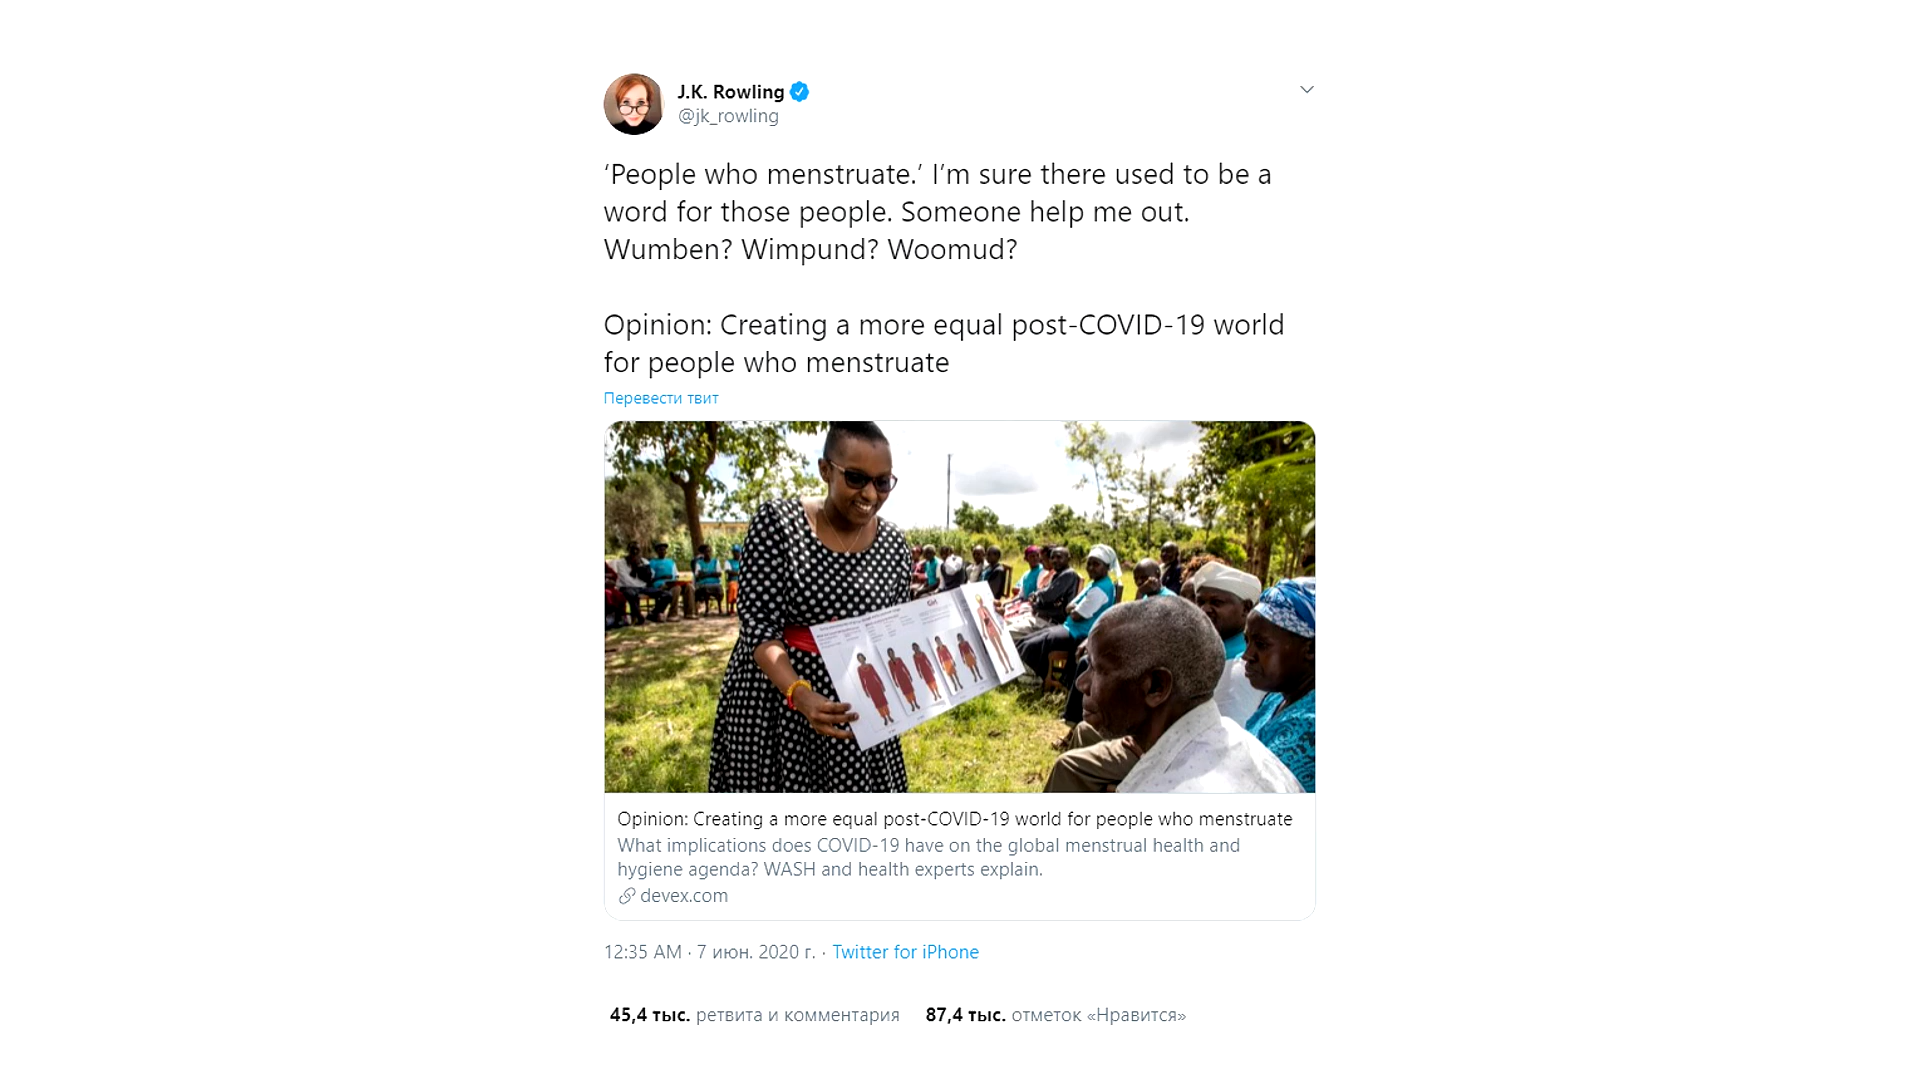 J.K. Rowling
@jk_rowling
‘People who menstruate.’ I’m sure there used to be a
word for those people. Someone help me out.
Wumben? Wimpund? Woomud?
Opinion: Creating a more equal post-COVID-19 world
for people who menstruate
Перевести твит
Girl
Opinion: Creating a more equal post-COVID-19 world for people who menstruate
What implications does COVID-19 have on the global menstrual health and
hygiene agenda? WASH and health experts explain.
devex.com
12:35 AM · 7 июн. 2020 г. · Twitter for iPhone
45,4 тыс. ретвита и комментария 87,4 тыс. отметок «Нравится»